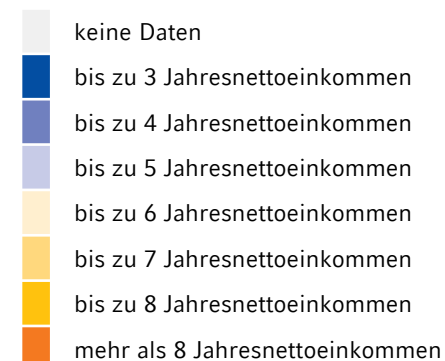 keine Daten
bis zu 3 Jahresnettoeinkommen
bis zu 4 Jahresnettoeinkommen
bis zu 5 Jahresnettoeinkommen
bis zu 6 Jahresnettoeinkommen
bis zu 7 Jahresnettoeinkommen
bis zu 8 Jahresnettoeinkommen
mehr als 8 Jahresnettoeinkommen